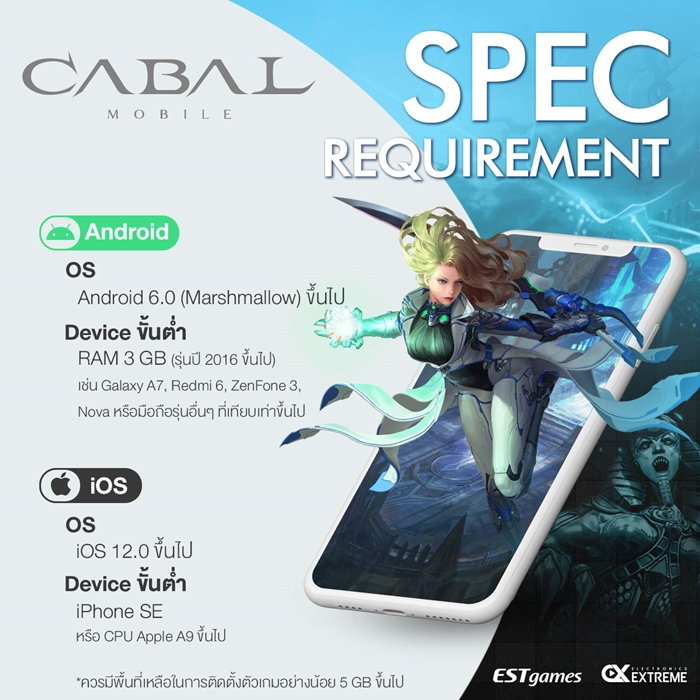 CABAL
MOBILE
SPEC
REQUIREMENT
Android
OS
Android 6.0 (Marshmallow) ขึ้นไป
Device ขั้นต่ำ
RAM 3 GB (รุ่นปี 2016 ขึ้นไป)
เช่น Galaxy A7, Redmi 6, ZenFone 3,
Nova หรือมือถือรุ่นอื่นๆ ที่เทียบเท่าขึ้นไป
iOS
OS
iOS 12.0 ขึ้นไป
Device ขั้นต่ำ
iPhone SE
หรือ CPU Apple A9 ขึ้นไป
*ควรมีพื้นที่เหลือในการติดตั้งตัวเกมอย่างน้อย 5 GB ขึ้นไป
ESTgames
ELECTRONICS
EXTREME